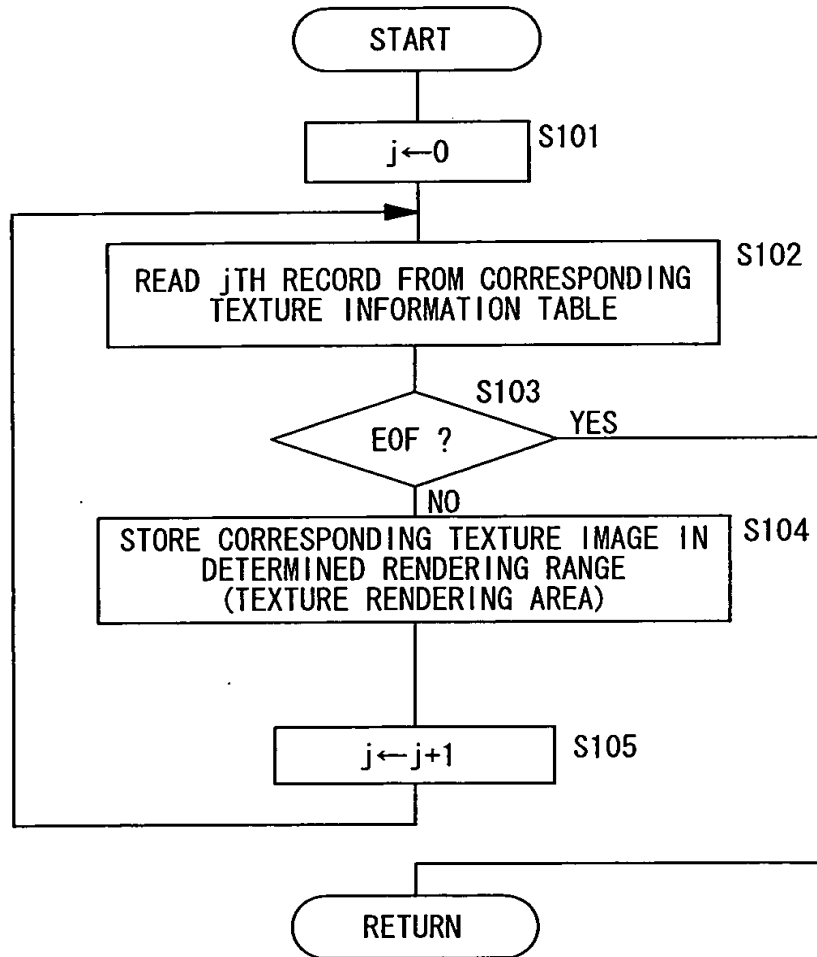 START
j←0
S101
READ jTH RECORD FROM CORRESPONDING
TEXTURE INFORMATION TABLE
S102
S103
EOF ?
YES
NO
STORE CORRESPONDING TEXTURE IMAGE IN
DETERMINED RENDERING RANGE
(TEXTURE RENDERING AREA)
S104
j←j+1
S105
RETURN